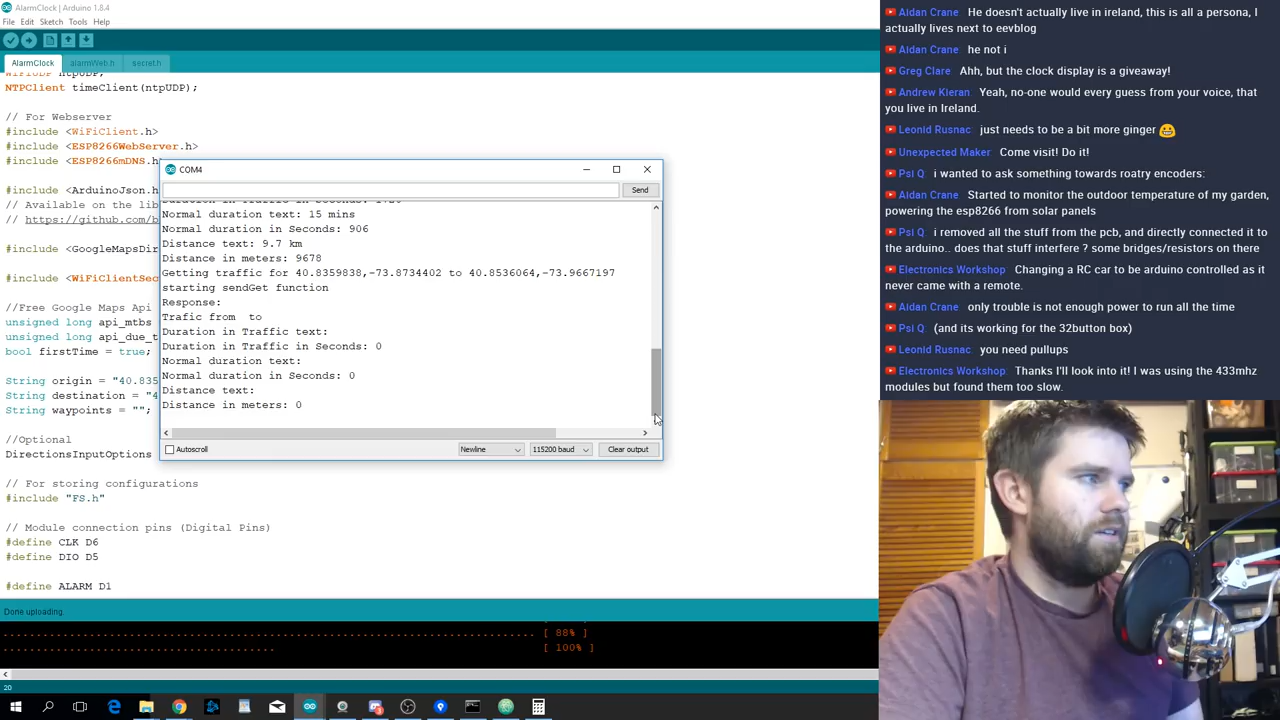 AlarmClock | Arduino 1.8.4
File Edit Sketch Tools Help
AlarmClock alarmWeb.h secret.h
NTPClient timeClient(ntpUDP);
// For Webserver
#include <WiFiClient.h>
#include <ESP8266WebServer.h>
#include <ESP8266mDNS.h
#include <ArduinoJson.h
// Available on the lib
// https://github.com/b
#include <GoogleMapsDir
#include <WiFiClientSec
//Free Google Maps Api
unsigned long api_mtbs
unsigned long api_due_t
bool firstTime = true;
String origin = "40.835
String destination = "4
String waypoints = "";
//Optional
DirectionsInputOptions
// For storing configurations
#include "FS.h"
// Module connection pins (Digital Pins)
#define CLK D6
#define DIO D5
#define ALARM D1
Done uploading.
[ 88% ]
[ 100% ]
20
COM4
Send
Normal duration text: 15 mins
Normal duration in Seconds: 906
Distance text: 9.7 km
Distance in meters: 9678
Getting traffic for 40.8359838,-73.8734402 to 40.8536064,-73.9667197
starting sendGet function
Response:
Trafic from  to
Duration in Traffic text:
Duration in Traffic in Seconds: 0
Normal duration text:
Normal duration in Seconds: 0
Distance text:
Distance in meters: 0
Autoscroll Newline 115200 baud Clear output
Aidan Crane He doesn't actually live in ireland, this is all a persona, I
actually lives next to eevblog
Aidan Crane he not i
Greg Clare Ahh, but the clock display is a giveaway!
Andrew Kieran Yeah, no-one would every guess from your voice, that
you live in Ireland.
Leonid Rusnac just needs to be a bit more ginger 😁
Unexpected Maker Come visit! Do it!
Psi Q i wanted to ask something towards roatry encoders:
Aidan Crane Started to monitor the outdoor temperature of my garden,
powering the esp8266 from solar panels
Psi Q i removed all the stuff from the pcb, and directly connected it to
the arduino.. does that stuff interfere ? some bridges/resistors on there
Electronics Workshop Changing a RC car to be arduino controlled as it
never came with a remote.
Aidan Crane only trouble is not enough power to run all the time
Psi Q (and its working for the 32button box)
Leonid Rusnac you need pullups
Electronics Workshop Thanks I'll look into it! I was using the 433mhz
modules but found them too slow.